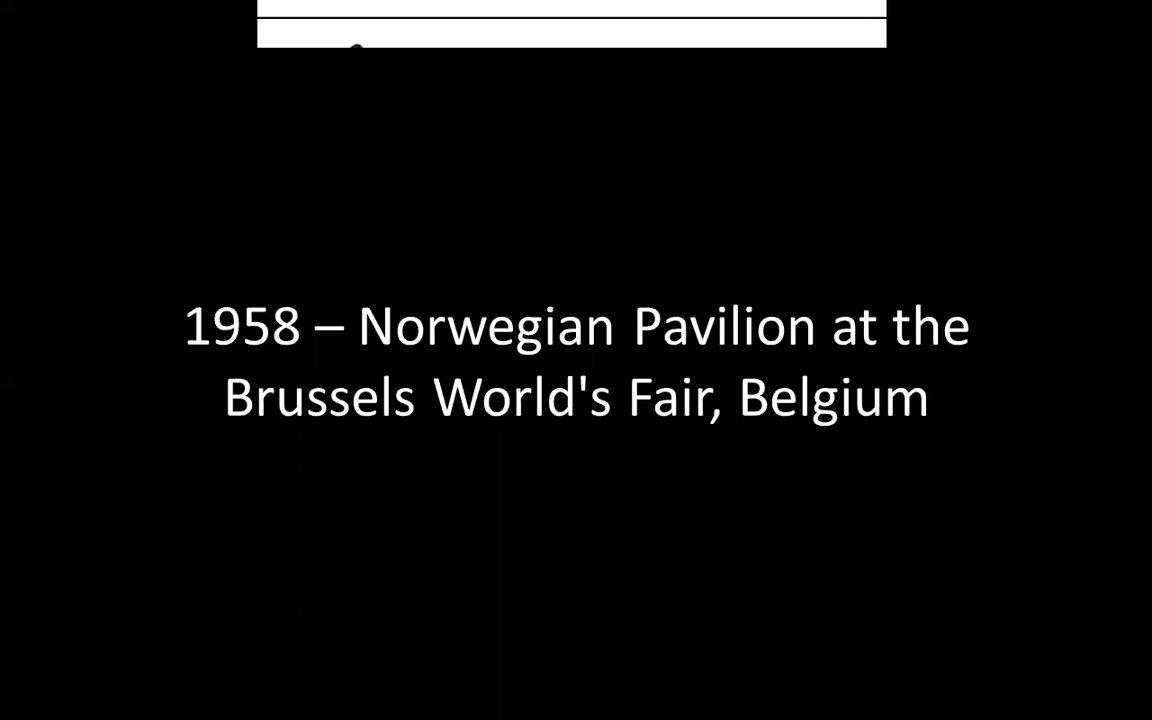 1958 – Norwegian Pavilion at the
Brussels World's Fair, Belgium